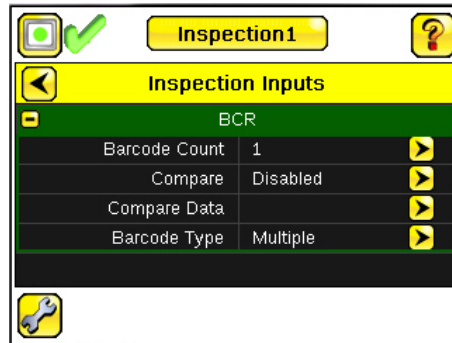 Inspection1
Inspection Inputs
BCR
Barcode Count 1
Compare Disabled
Compare Data
Barcode Type Multiple